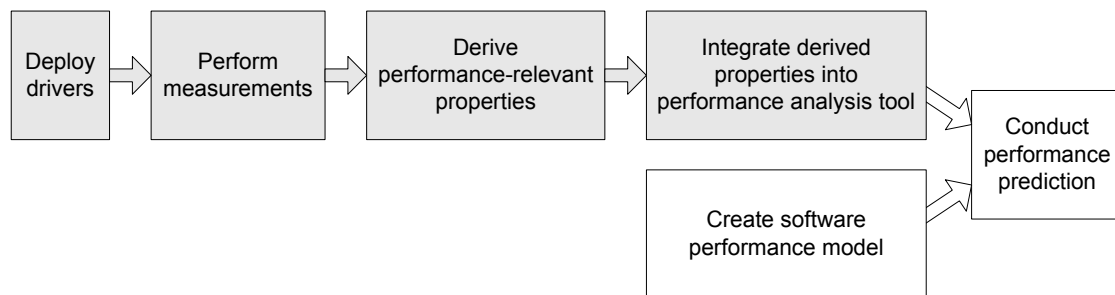 Deploy
drivers
Perform
measurements
Derive
performance-relevant
properties
Integrate derived
properties into
performance analysis tool
Conduct
performance
prediction
Create software
performance model